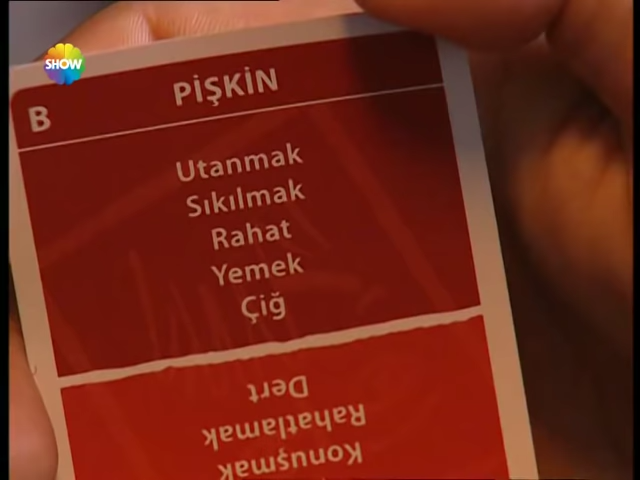 SHOW
B PİŞKİN
Utanmak
Sıkılmak
Rahat
Yemek
Çiğ
Dert
Rahatlamak
Konuşmak